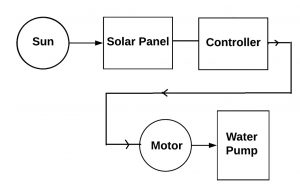 Sun
Solar Panel
Controller
Motor
Water
Pump